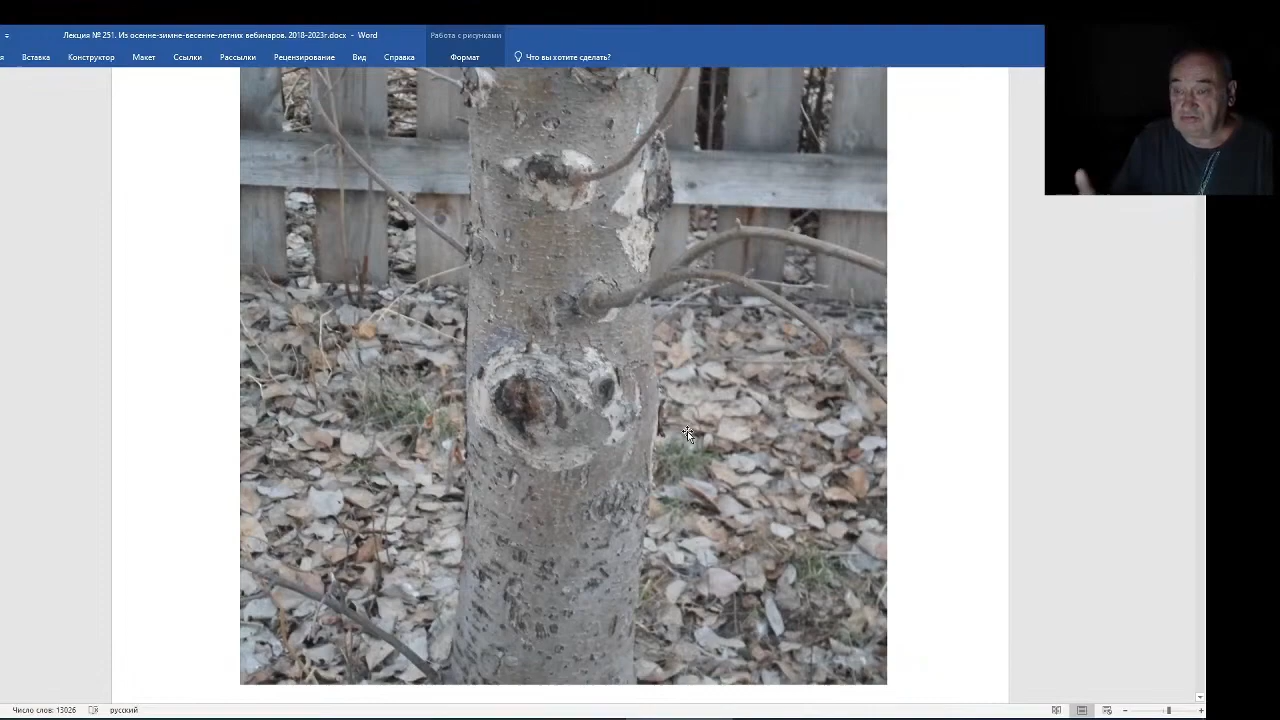 Лекция № 251. Из осенне-зимне-весенне-летних вебинаров. 2018-2023г.docx - Word
Работа с рисунками
Вставка Конструктор Макет Ссылки Рассылки Рецензирование Вид Справка Формат Что вы хотите сделать?
Число слов: 13026 русский